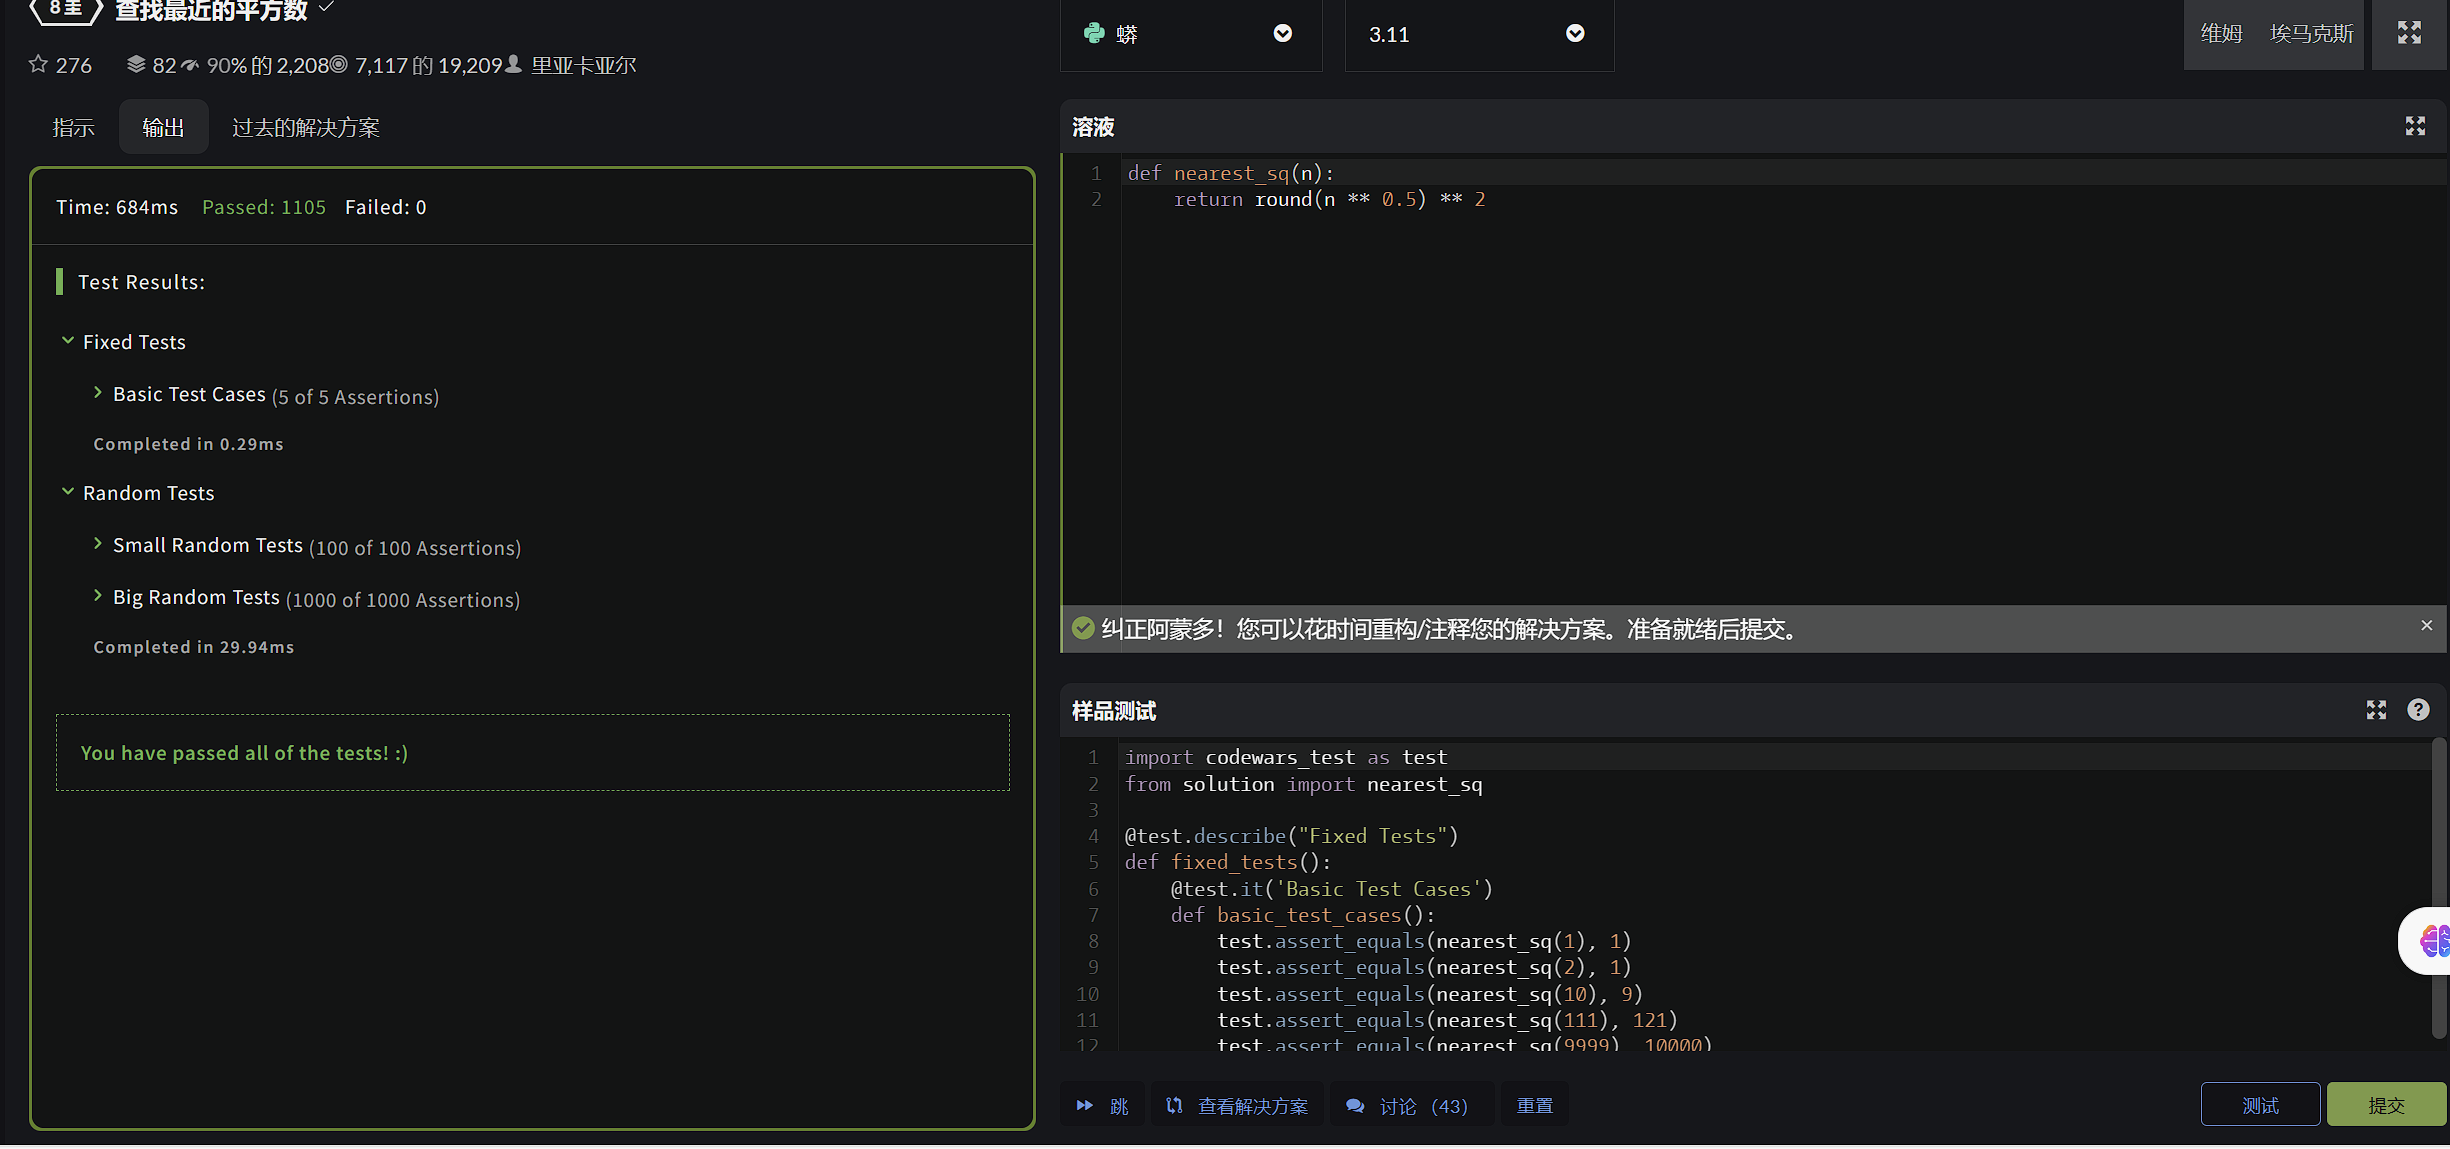 8 里 查找最近的平方数
276 82 90% 的 2,208 7,117 的 19,209 里亚卡亚尔
指示 输出 过去的解决方案
Time: 684ms Passed: 1105 Failed: 0
Test Results:
Fixed Tests
Basic Test Cases (5 of 5 Assertions)
Completed in 0.29ms
Random Tests
Small Random Tests (100 of 100 Assertions)
Big Random Tests (1000 of 1000 Assertions)
Completed in 29.94ms
You have passed all of the tests! :)
蟒 3.11 维姆 埃马克斯
溶液
1 def nearest_sq(n):
2     return round(n ** 0.5) ** 2
纠正阿蒙多！您可以花时间重构/注释您的解决方案。准备就绪后提交。
样品测试
1 import codewars_test as test
2 from solution import nearest_sq
3
4 @test.describe("Fixed Tests")
5 def fixed_tests():
6     @test.it('Basic Test Cases')
7     def basic_test_cases():
8         test.assert_equals(nearest_sq(1), 1)
9         test.assert_equals(nearest_sq(2), 1)
10         test.assert_equals(nearest_sq(10), 9)
11         test.assert_equals(nearest_sq(111), 121)
12         test.assert_equals(nearest_sq(9999), 10000)
跳 查看解决方案 讨论 (43) 重置 测试 提交